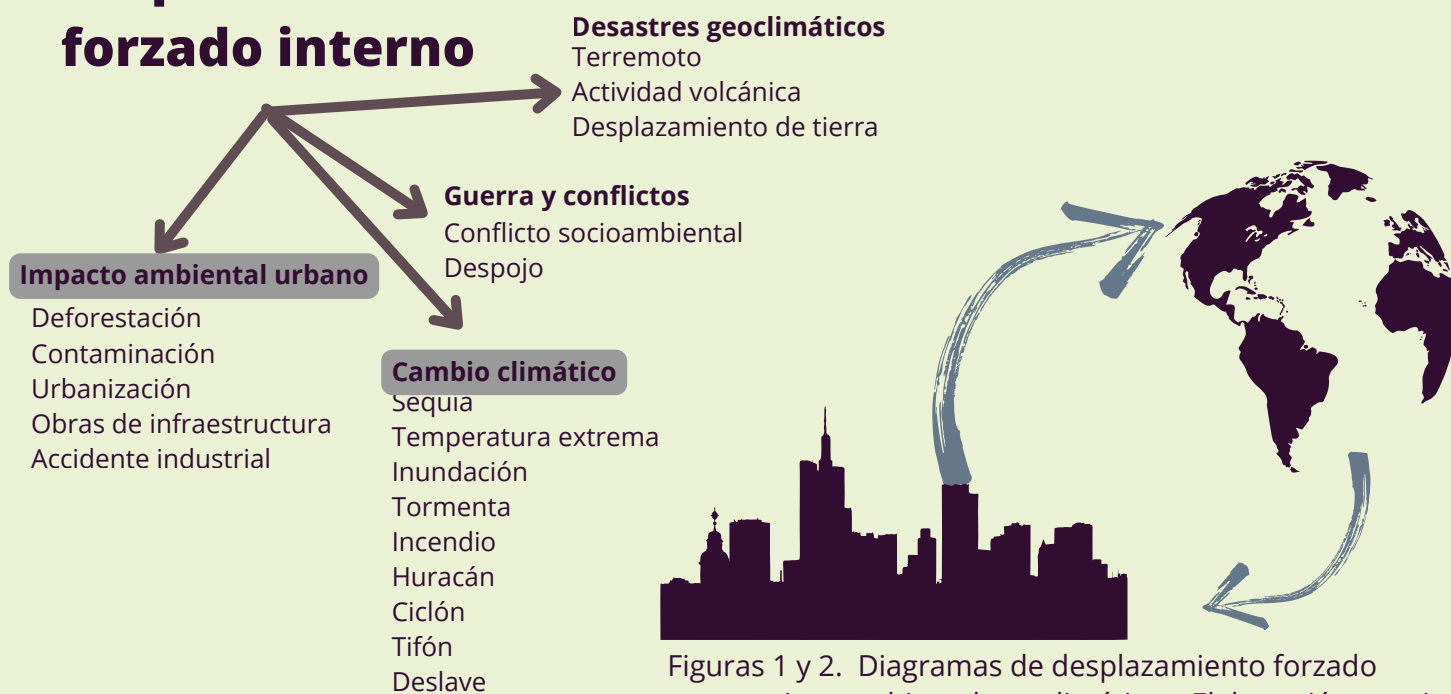 forzado interno
Desastres geoclimáticos
Terremoto
Actividad volcánica
Desplazamiento de tierra
Guerra y conflictos
Conflicto socioambiental
Despojo
Impacto ambiental urbano
Deforestación
Contaminación
Urbanización
Obras de infraestructura
Accidente industrial
Cambio climático
Sequía
Temperatura extrema
Inundación
Tormenta
Incendio
Huracán
Ciclón
Tifón
Deslave
Figuras 1 y 2. Diagramas de desplazamiento forzado